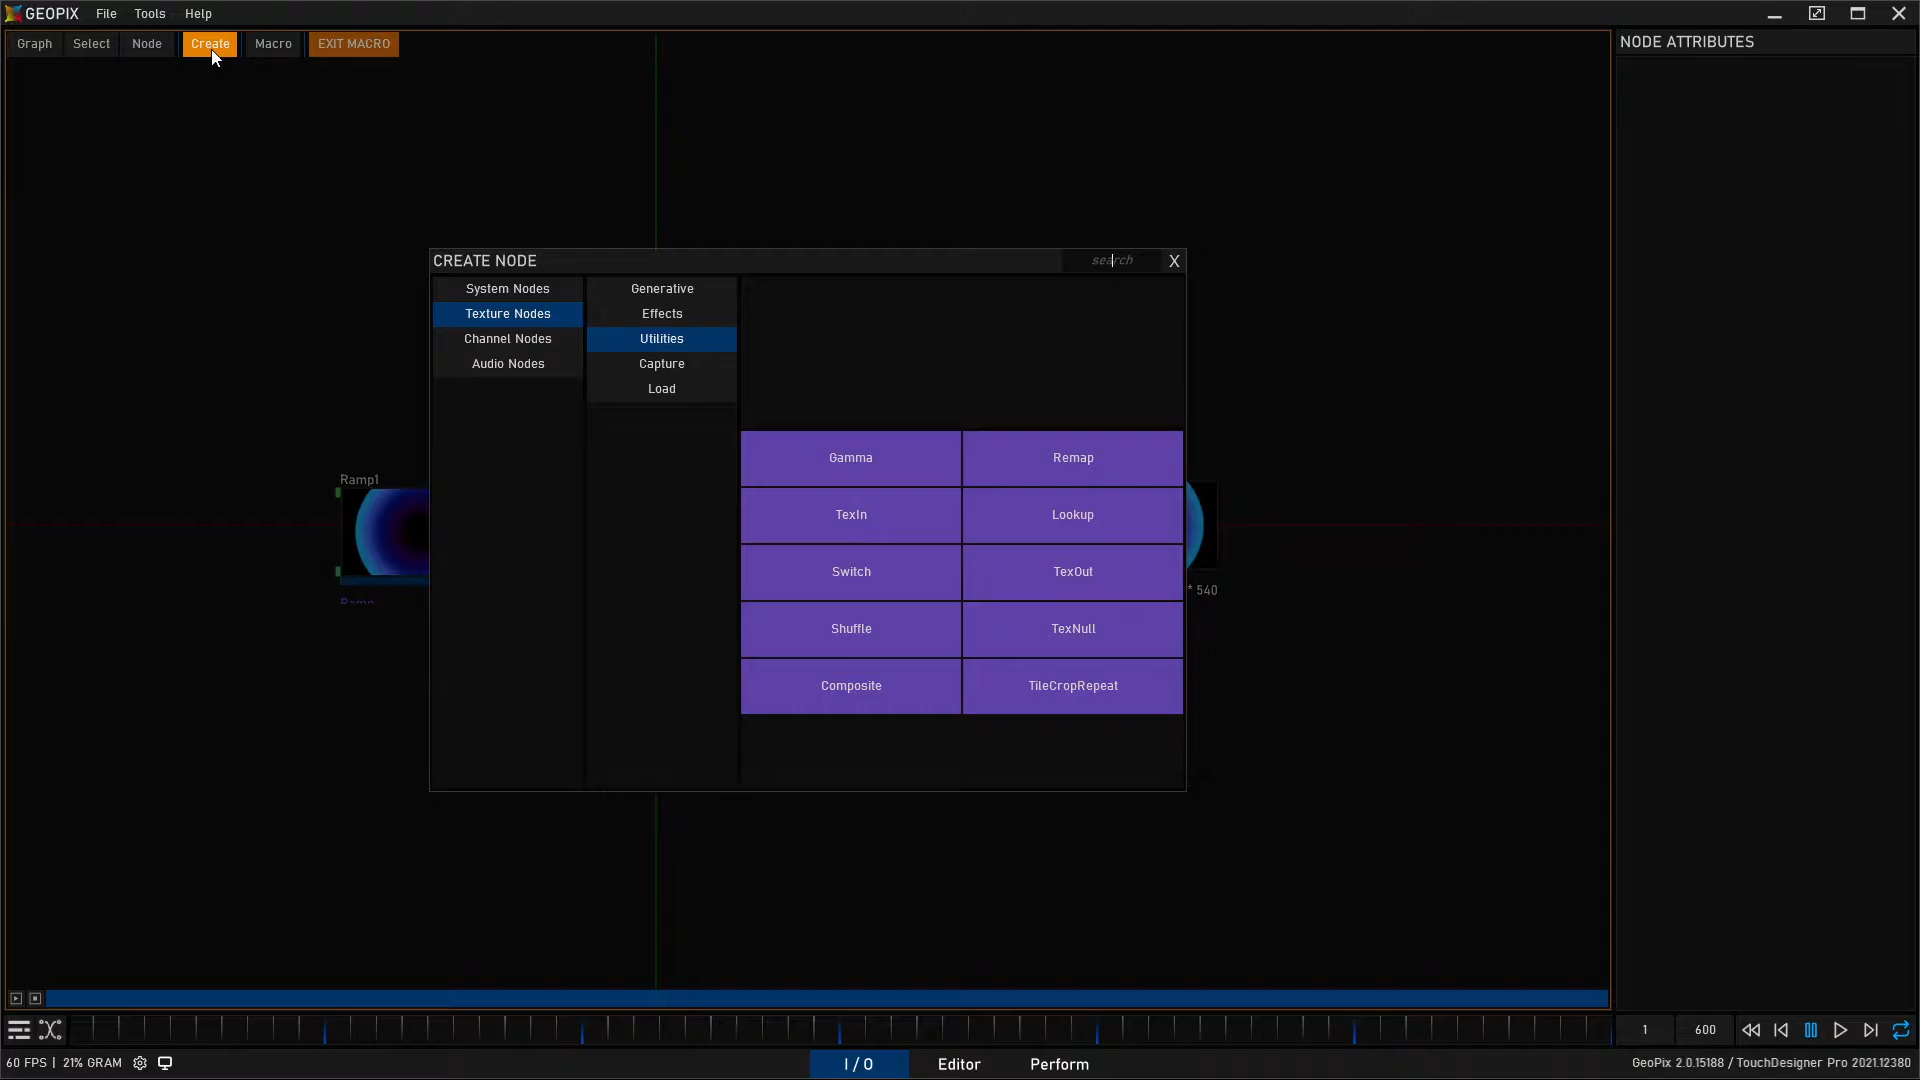 GEOPIX File Tools Help
Graph Select Node Create Macro EXIT MACRO
NODE ATTRIBUTES
CREATE NODE search X
System Nodes
Texture Nodes
Channel Nodes
Audio Nodes
Generative
Effects
Utilities
Capture
Load
Gamma Remap
TexIn Lookup
Switch TexOut
Shuffle TexNull
Composite TileCropRepeat
Ramp1
Ramp
* 540
1 600
60 FPS | 21% GRAM
I / O Editor Perform
GeoPix 2.0.15188 / TouchDesigner Pro 2021.12380